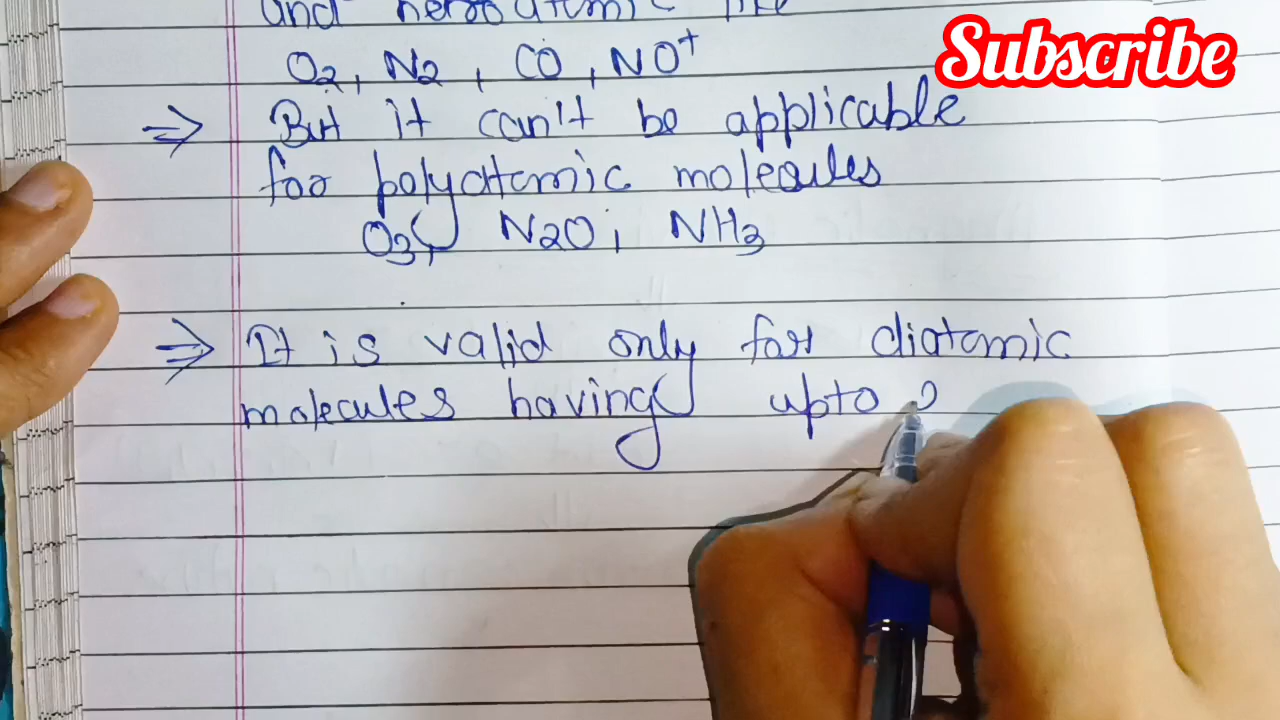 and
Subscribe
O2, N2, CO, NO+
⇒ But it can't be applicable
for polyatomic molecules
O3, N2O, NH3
⇒ It is valid only for diatomic
molecules having upto